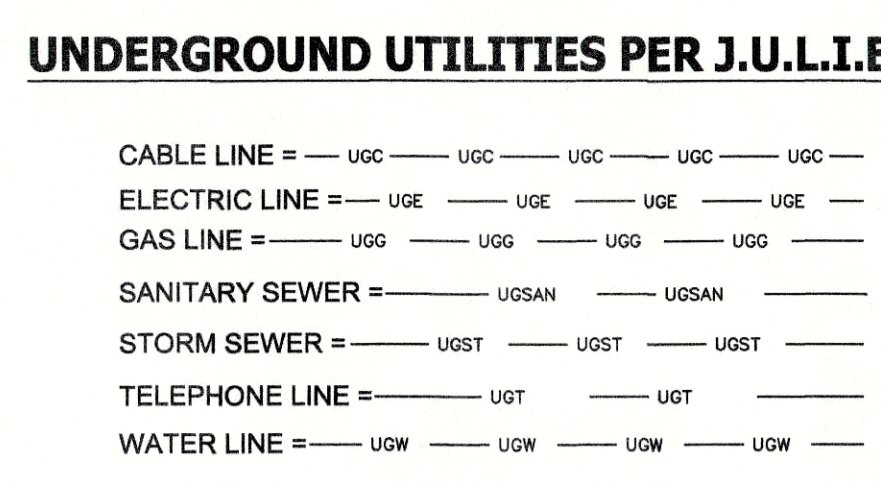 UNDERGROUND UTILITIES PER J.U.L.I.E
CABLE LINE = — UGC — UGC — UGC — UGC — UGC —
ELECTRIC LINE = — UGE — UGE — UGE — UGE —
GAS LINE = — UGG — UGG — UGG — UGG —
SANITARY SEWER = — UGSAN — UGSAN —
STORM SEWER = — UGST — UGST — UGST —
TELEPHONE LINE = — UGT — UGT —
WATER LINE = — UGW — UGW — UGW — UGW —